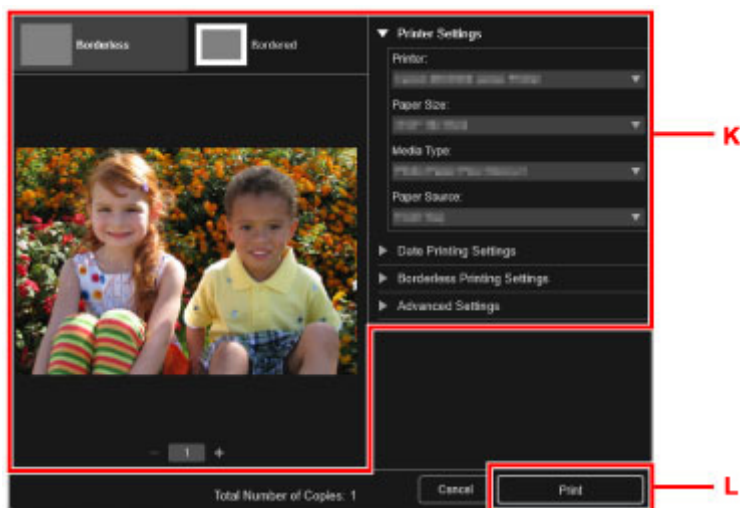 Borderless
Bordered
Printer Settings
Printer:
Paper Size:
Media Type:
Paper Source:
Date Printing Settings
Borderless Printing Settings
Advanced Settings
K
1
Total Number of Copies: 1
Cancel
Print
L